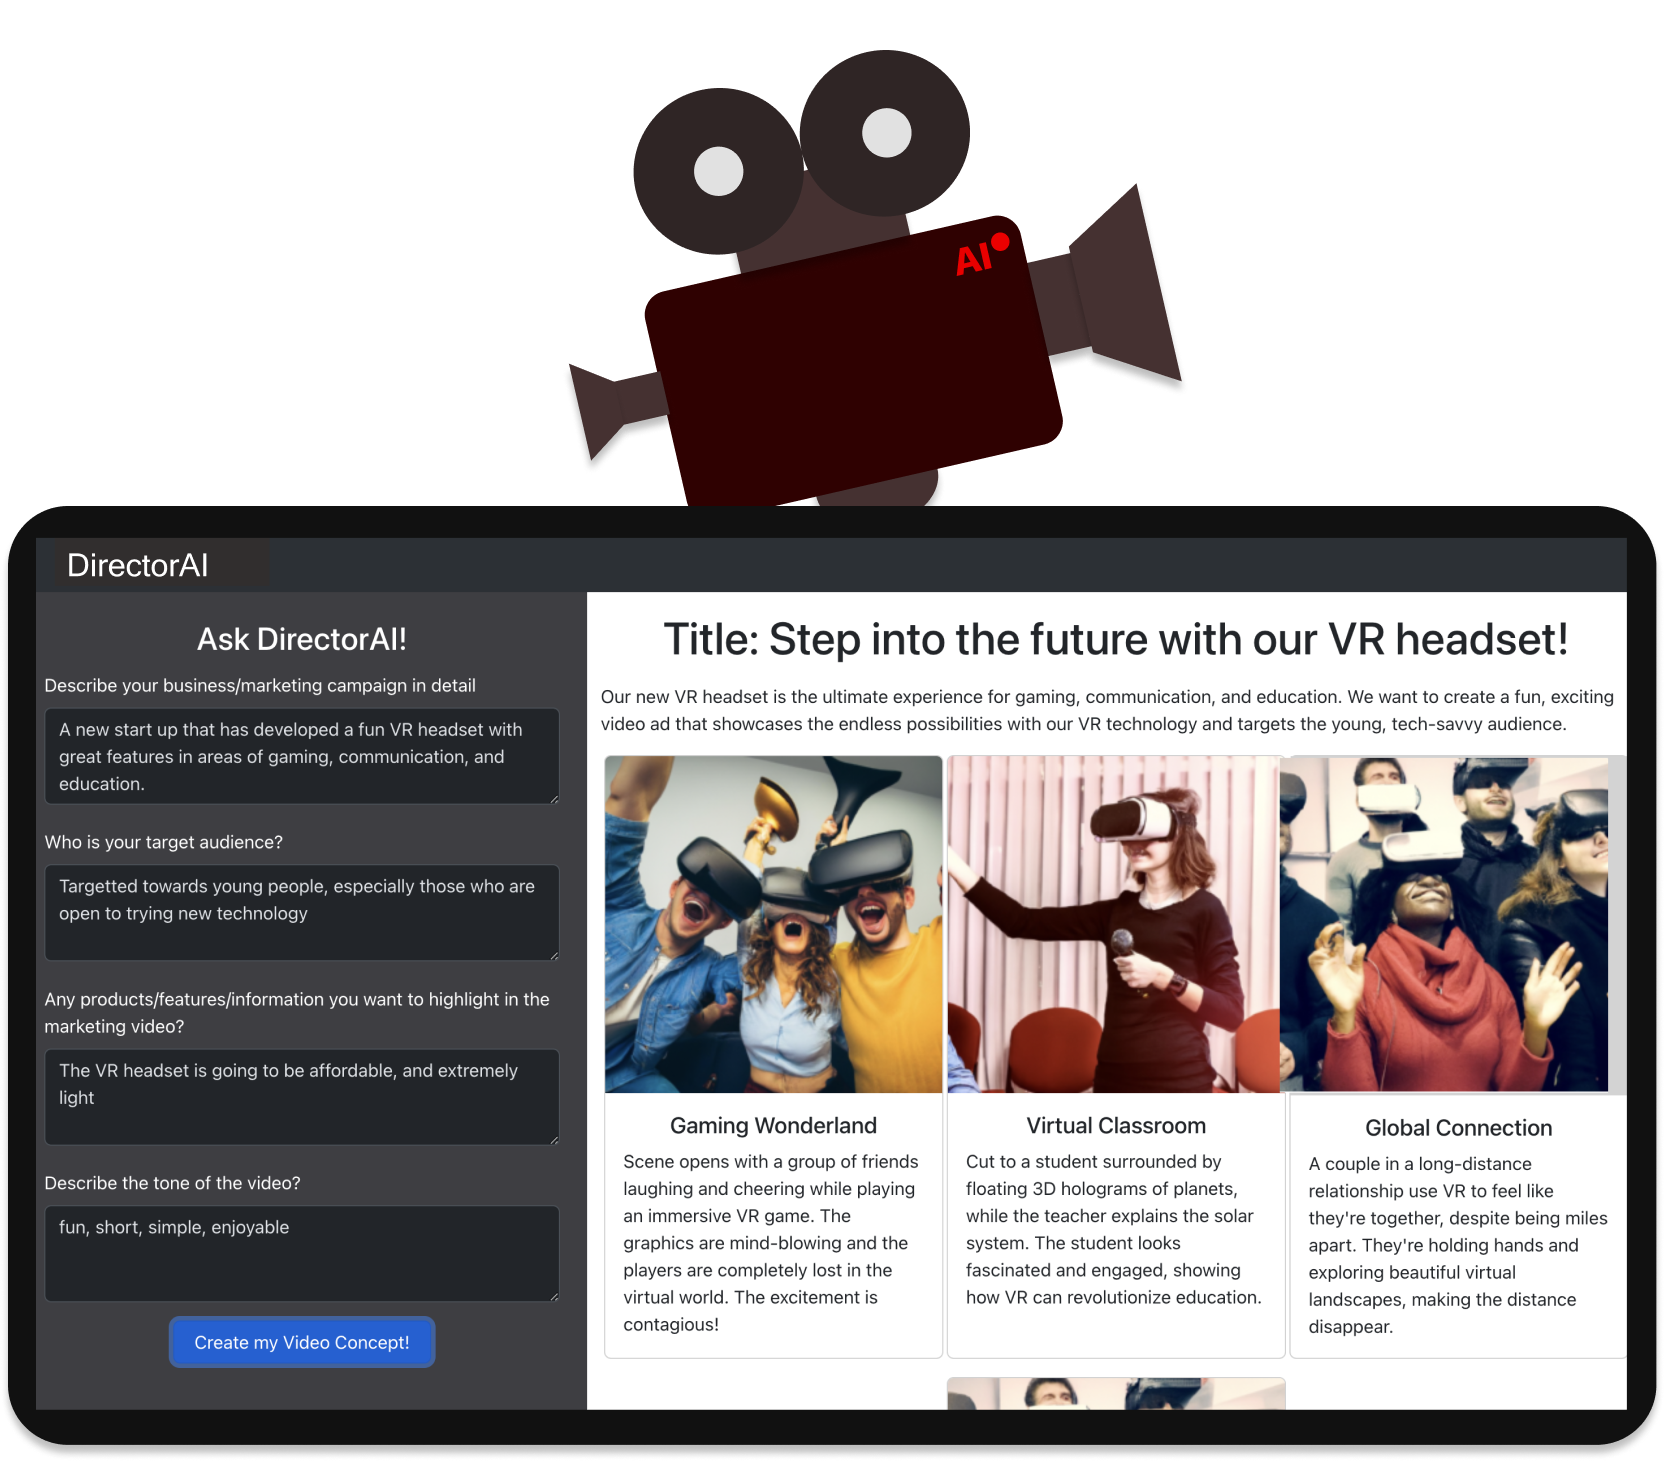 AI
DirectorAI
Ask DirectorAI!
Describe your business/marketing campaign in detail
A new start up that has developed a fun VR headset with
great features in areas of gaming, communication, and
education.
Who is your target audience?
Targetted towards young people, especially those who are
open to trying new technology
Any products/features/information you want to highlight in the
marketing video?
The VR headset is going to be affordable, and extremely
light
Describe the tone of the video?
fun, short, simple, enjoyable
Create my Video Concept!
Title: Step into the future with our VR headset!
Our new VR headset is the ultimate experience for gaming, communication, and education. We want to create a fun, exciting
video ad that showcases the endless possibilities with our VR technology and targets the young, tech-savvy audience.
Gaming Wonderland
Scene opens with a group of friends
laughing and cheering while playing
an immersive VR game. The
graphics are mind-blowing and the
players are completely lost in the
virtual world. The excitement is
contagious!
Virtual Classroom
Cut to a student surrounded by
floating 3D holograms of planets,
while the teacher explains the solar
system. The student looks
fascinated and engaged, showing
how VR can revolutionize education.
Global Connection
A couple in a long-distance
relationship use VR to feel like
they're together, despite being miles
apart. They're holding hands and
exploring beautiful virtual
landscapes, making the distance
disappear.